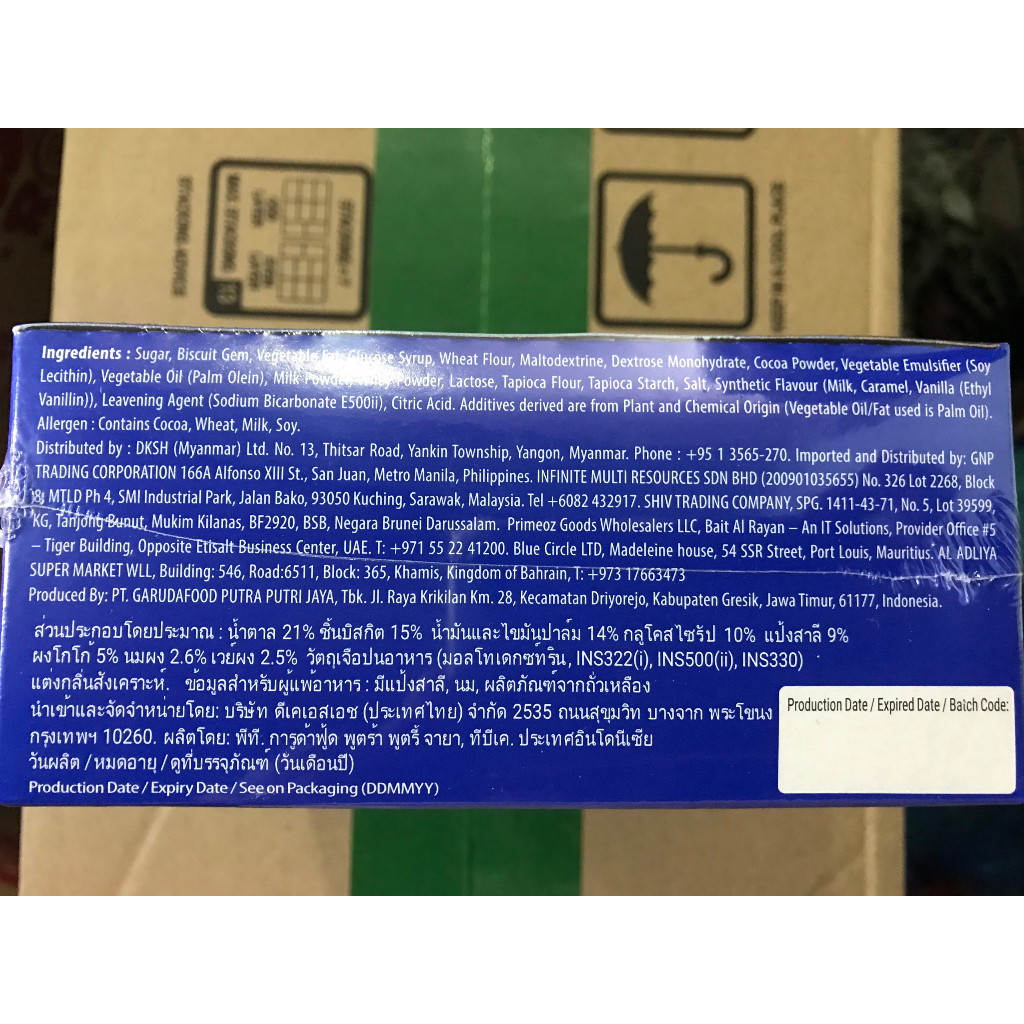 STACKING ADVICE
MAX STACKING 13
Ingredients : Sugar, Biscuit Gem, Vegetable Fat, Glucose Syrup, Wheat Flour, Maltodextrine, Dextrose Monohydrate, Cocoa Powder, Vegetable Emulsifier (Soy
Lecithin), Vegetable Oil (Palm Olein), Milk Powder, Powder, Lactose, Tapioca Flour, Tapioca Starch, Salt, Synthetic Flavour (Milk, Caramel, Vanilla (Ethyl
Vanillin)), Leavening Agent (Sodium Bicarbonate E500ii), Citric Acid. Additives derived are from Plant and Chemical Origin (Vegetable Oil/Fat used is Palm Oil).
Allergen : Contains Cocoa, Wheat, Milk, Soy.
Distributed by : DKSH (Myanmar) Ltd. No. 13, Thitsar Road, Yankin Township, Yangon, Myanmar. Phone : +95 1 3565-270. Imported and Distributed by: GNP
TRADING CORPORATION 166A Alfonso XIII St., San Juan, Metro Manila, Philippines. INFINITE MULTI RESOURCES SDN BHD (200901035655) No. 326 Lot 2268, Block
MTLD Ph 4, SMI Industrial Park, Jalan Bako, 93050 Kuching, Sarawak, Malaysia. Tel +6082 432917. SHIV TRADING COMPANY, SPG. 1411-43-71, No. 5, Lot 39599,
KG, Tanjong Bunut, Mukim Kilanas, BF2920, BSB, Negara Brunei Darussalam. Primeoz Goods Wholesalers LLC, Bait Al Rayan – An IT Solutions, Provider Office #5
– Tiger Building, Opposite Etisalt Business Center, UAE. T: +971 55 22 41200. Blue Circle LTD, Madeleine house, 54 SSR Street, Port Louis, Mauritius. AL ADLIYA
SUPER MARKET WLL, Building: 546, Road:6511, Block: 365, Khamis, Kingdom of Bahrain, T: +973 17663473
Produced By: PT. GARUDAFOOD PUTRA PUTRI JAYA, Tbk. Jl. Raya Krikilan Km. 28, Kecamatan Driyorejo, Kabupaten Gresik, Jawa Timur, 61177, Indonesia.
ส่วนประกอบโดยประมาณ : น้ำตาล 21% ชิ้นบิสกิต 15% น้ำมันและไขมันปาล์ม 14% กลูโคสไซรัป 10% แป้งสาลี 9%
ผงโกโก้ 5% นมผง 2.6% เวย์ผง 2.5% วัตถุเจือปนอาหาร (มอลโทเดกซ์ทริน, INS322(i), INS500(ii), INS330)
แต่งกลิ่นสังเคราะห์. ข้อมูลสำหรับผู้แพ้อาหาร : มีแป้งสาลี, นม, ผลิตภัณฑ์จากถั่วเหลือง
นำเข้าและจัดจำหน่ายโดย: บริษัท ดีเคเอสเอช (ประเทศไทย) จำกัด 2535 ถนนสุขุมวิท บางจาก พระโขนง
กรุงเทพฯ 10260. ผลิตโดย: พีที. การูด้าฟู้ด พูตร้า พูตรี้ จายา, ทีบีเค. ประเทศอินโดนีเซีย
วันผลิต / หมดอายุ / ดูที่บรรจุภัณฑ์ (วันเดือนปี)
Production Date / Expiry Date / See on Packaging (DDMMYY)
Production Date / Expired Date / Batch Code: